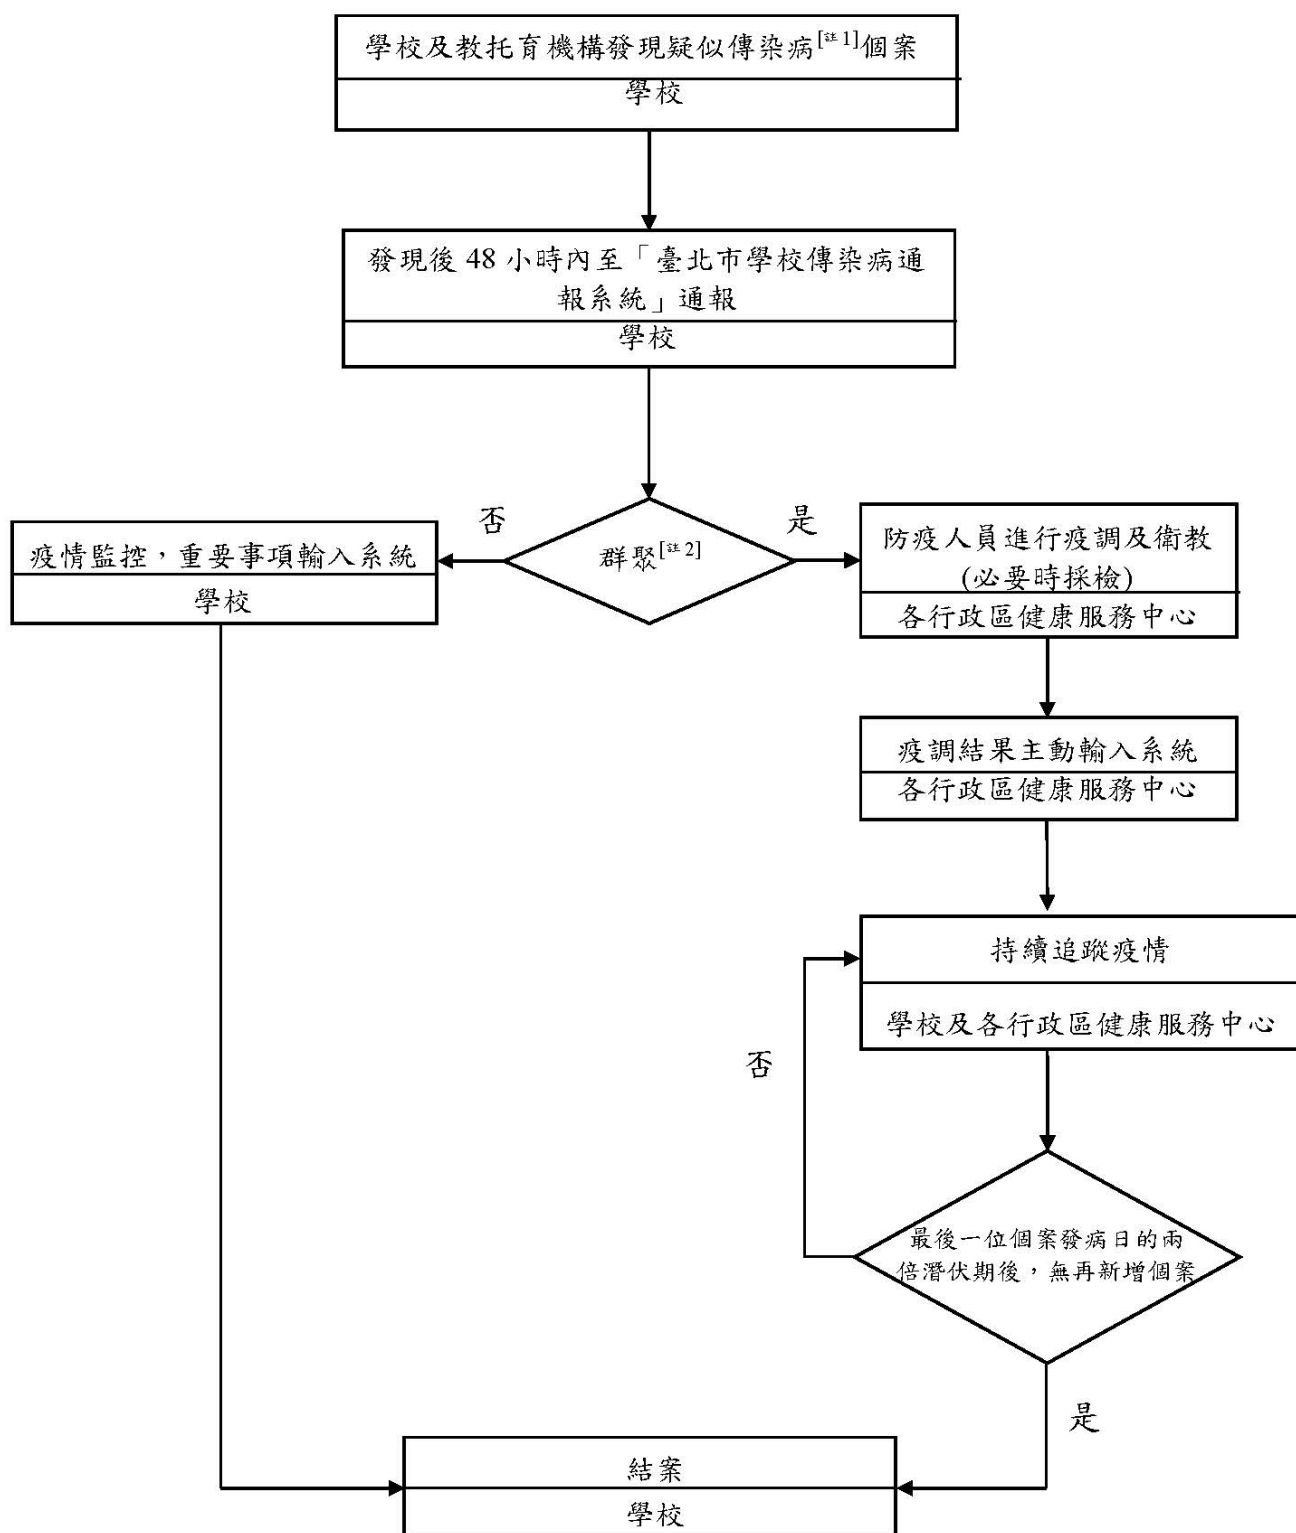 學校及教托育機構發現疑似傳染病[註1]個案
學校
發現後 48 小時內至「臺北市學校傳染病通
報系統」通報
學校
否
群聚[註2]
是
疫情監控，重要事項輸入系統
學校
防疫人員進行疫調及衛教
(必要時採檢)
各行政區健康服務中心
疫調結果主動輸入系統
各行政區健康服務中心
持續追蹤疫情
學校及各行政區健康服務中心
否
最後一位個案發病日的兩
倍潛伏期後，無再新增個案
是
結案
學校